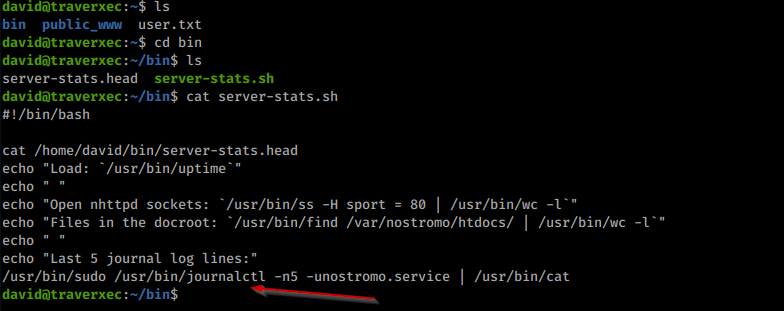 david@traverxec:~$ ls
bin  public_www  user.txt
david@traverxec:~$ cd bin
david@traverxec:~/bin$ ls
server-stats.head  server-stats.sh
david@traverxec:~/bin$ cat server-stats.sh
#!/bin/bash

cat /home/david/bin/server-stats.head
echo "Load: `/usr/bin/uptime`"
echo " "
echo "Open nhttpd sockets: `/usr/bin/ss -H sport = 80 | /usr/bin/wc -l`"
echo "Files in the docroot: `/usr/bin/find /var/nostromo/htdocs/ | /usr/bin/wc -l`"
echo " "
echo "Last 5 journal log lines:"
/usr/bin/sudo /usr/bin/journalctl -n5 -unostromo.service | /usr/bin/cat
david@traverxec:~/bin$